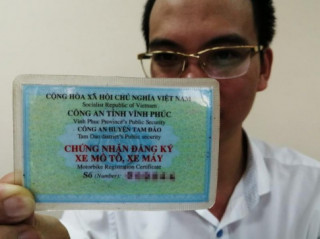 CỘNG HÒA XÃ HỘI CHỦ NGHĨA VIỆT NAM
Socialist Republic of Vietnam
CÔNG AN TỈNH VĨNH PHÚC
Vinh Phuc Province's Public Security
CÔNG AN HUYỆN TAM ĐẢO
Tam Dao district's Public security
CHỨNG NHẬN ĐĂNG KÝ
XE MÔ TÔ, XE MÁY
Motorbike Registration Certificate
Số (Number):